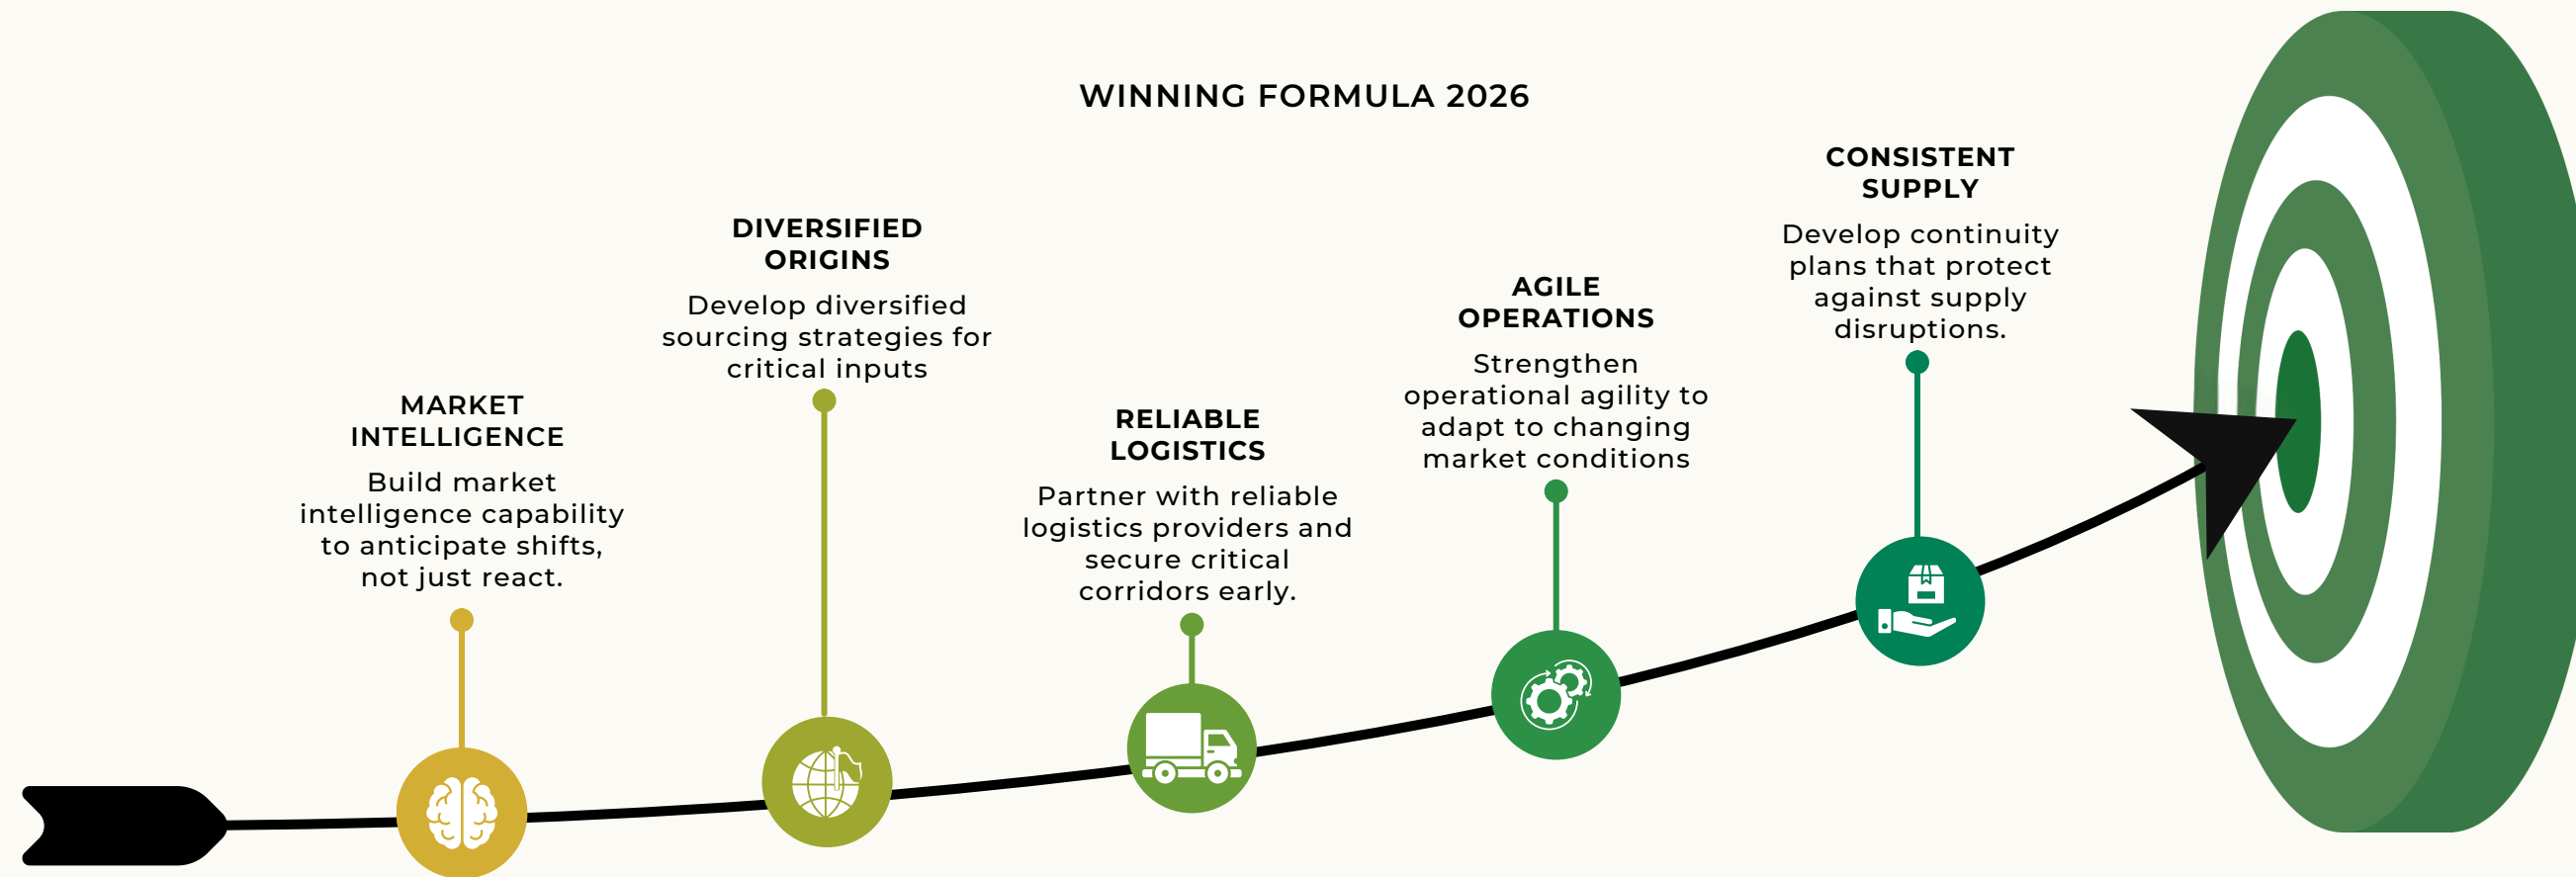 WINNING FORMULA 2026
MARKET
INTELLIGENCE
Build market
intelligence capability
to anticipate shifts,
not just react.
DIVERSIFIED
ORIGINS
Develop diversified
sourcing strategies for
critical inputs
RELIABLE
LOGISTICS
Partner with reliable
logistics providers and
secure critical
corridors early.
AGILE
OPERATIONS
Strengthen
operational agility to
adapt to changing
market conditions
CONSISTENT
SUPPLY
Develop continuity
plans that protect
against supply
disruptions.